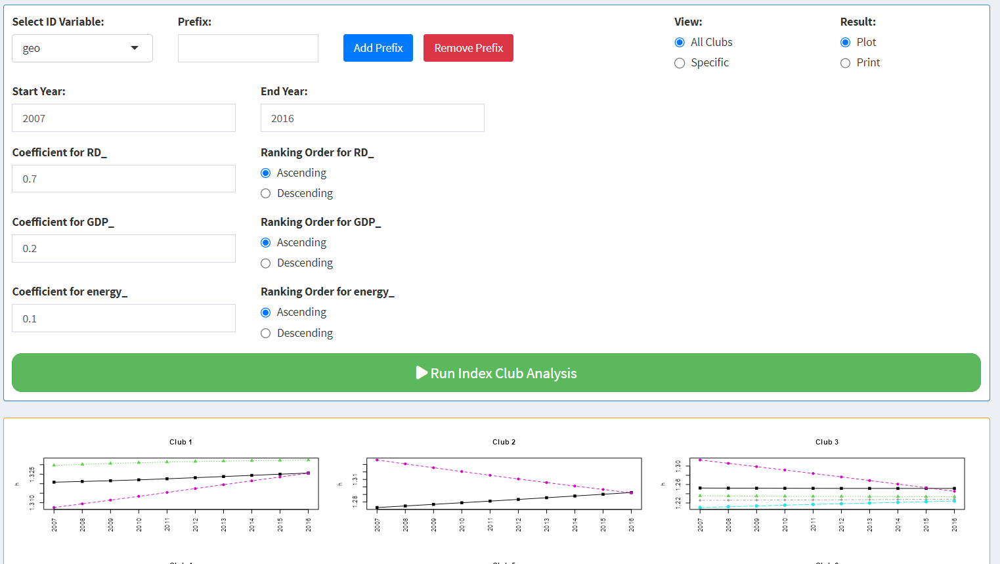 Select ID Variable: Prefix: View: Result:
geo Add Prefix Remove Prefix All Clubs Plot
Specific Print
Start Year: End Year:
2007 2016
Coefficient for RD_ Ranking Order for RD_
0.7 Ascending
Descending
Coefficient for GDP_ Ranking Order for GDP_
0.2 Ascending
Descending
Coefficient for energy_ Ranking Order for energy_
0.1 Ascending
Descending
Run Index Club Analysis
Club 1
h
1.310 1.325
2007 2008 2009 2010 2011 2012 2013 2014 2015 2016
Club 2
h
1.28 1.31
2007 2008 2009 2010 2011 2012 2013 2014 2015 2016
Club 3
h
1.22 1.26 1.30
2007 2008 2009 2010 2011 2012 2013 2014 2015 2016